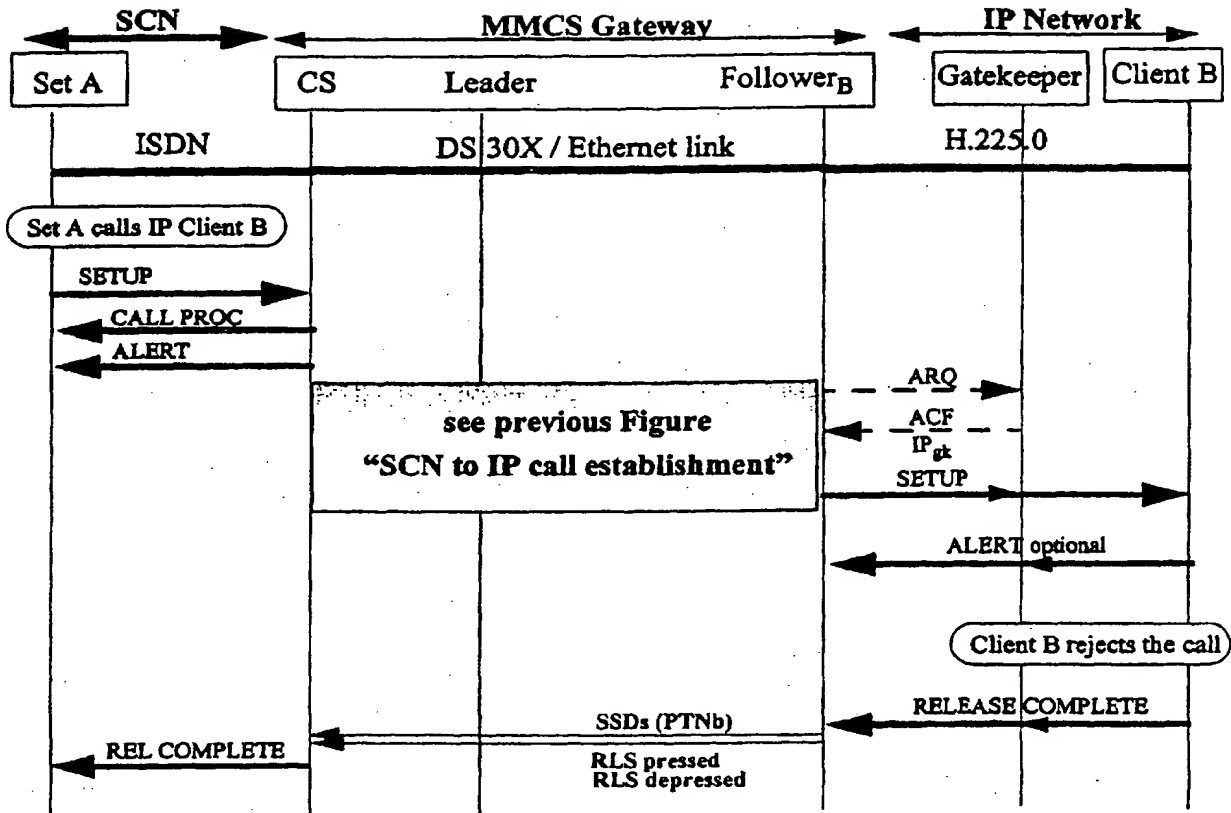 SCN
MMCS Gateway
IP Network
Set A
CS
Leader
Follower_B
Gatekeeper
Client B
ISDN
DS 30X / Ethernet link
H.225.0
Set A calls IP Client B
SETUP
CALL PROC
ALERT
ARQ
see previous Figure
ACF
IP_gk
“SCN to IP call establishment”
SETUP
ALERT optional
Client B rejects the call
RELEASE COMPLETE
SSDs (PTNb)
REL COMPLETE
RLS pressed
RLS depressed